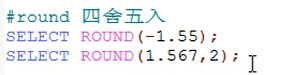 #round 四舍五入
SELECT ROUND(-1.55);
SELECT ROUND(1.567,2);